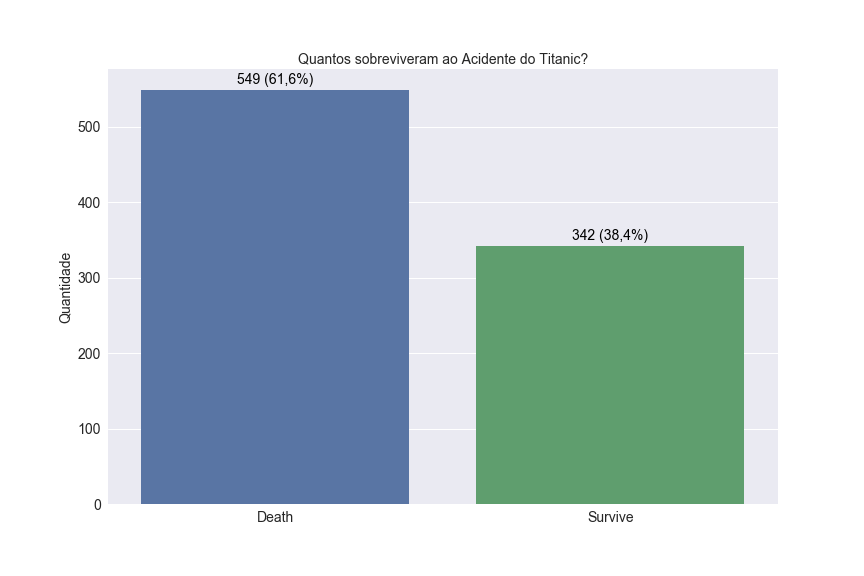 Quantos sobreviveram ao Acidente do Titanic?
549 (61,6%)
342 (38,4%)
500
400
300
200
100
0
Quantidade
Death
Survive